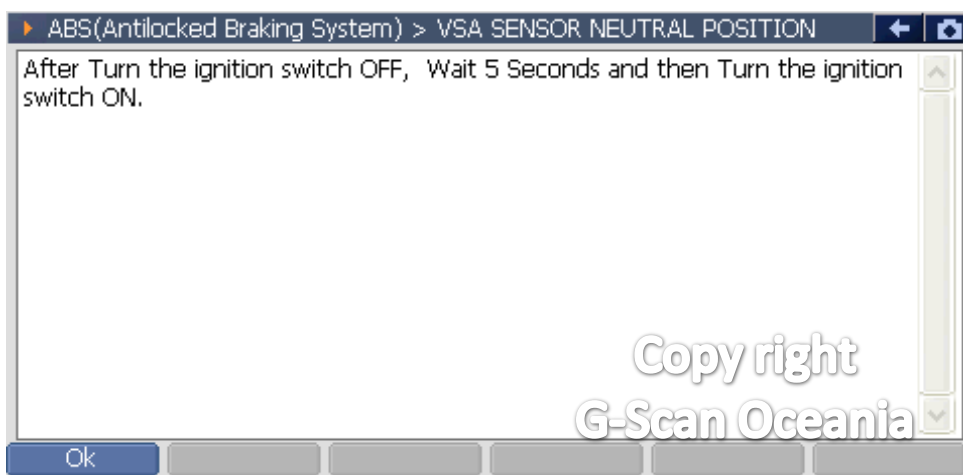 ABS(Antilocked Braking System) > VSA SENSOR NEUTRAL POSITION
After Turn the ignition switch OFF,  Wait 5 Seconds and then Turn the ignition
switch ON.
Copy right
G-Scan Oceania
Ok